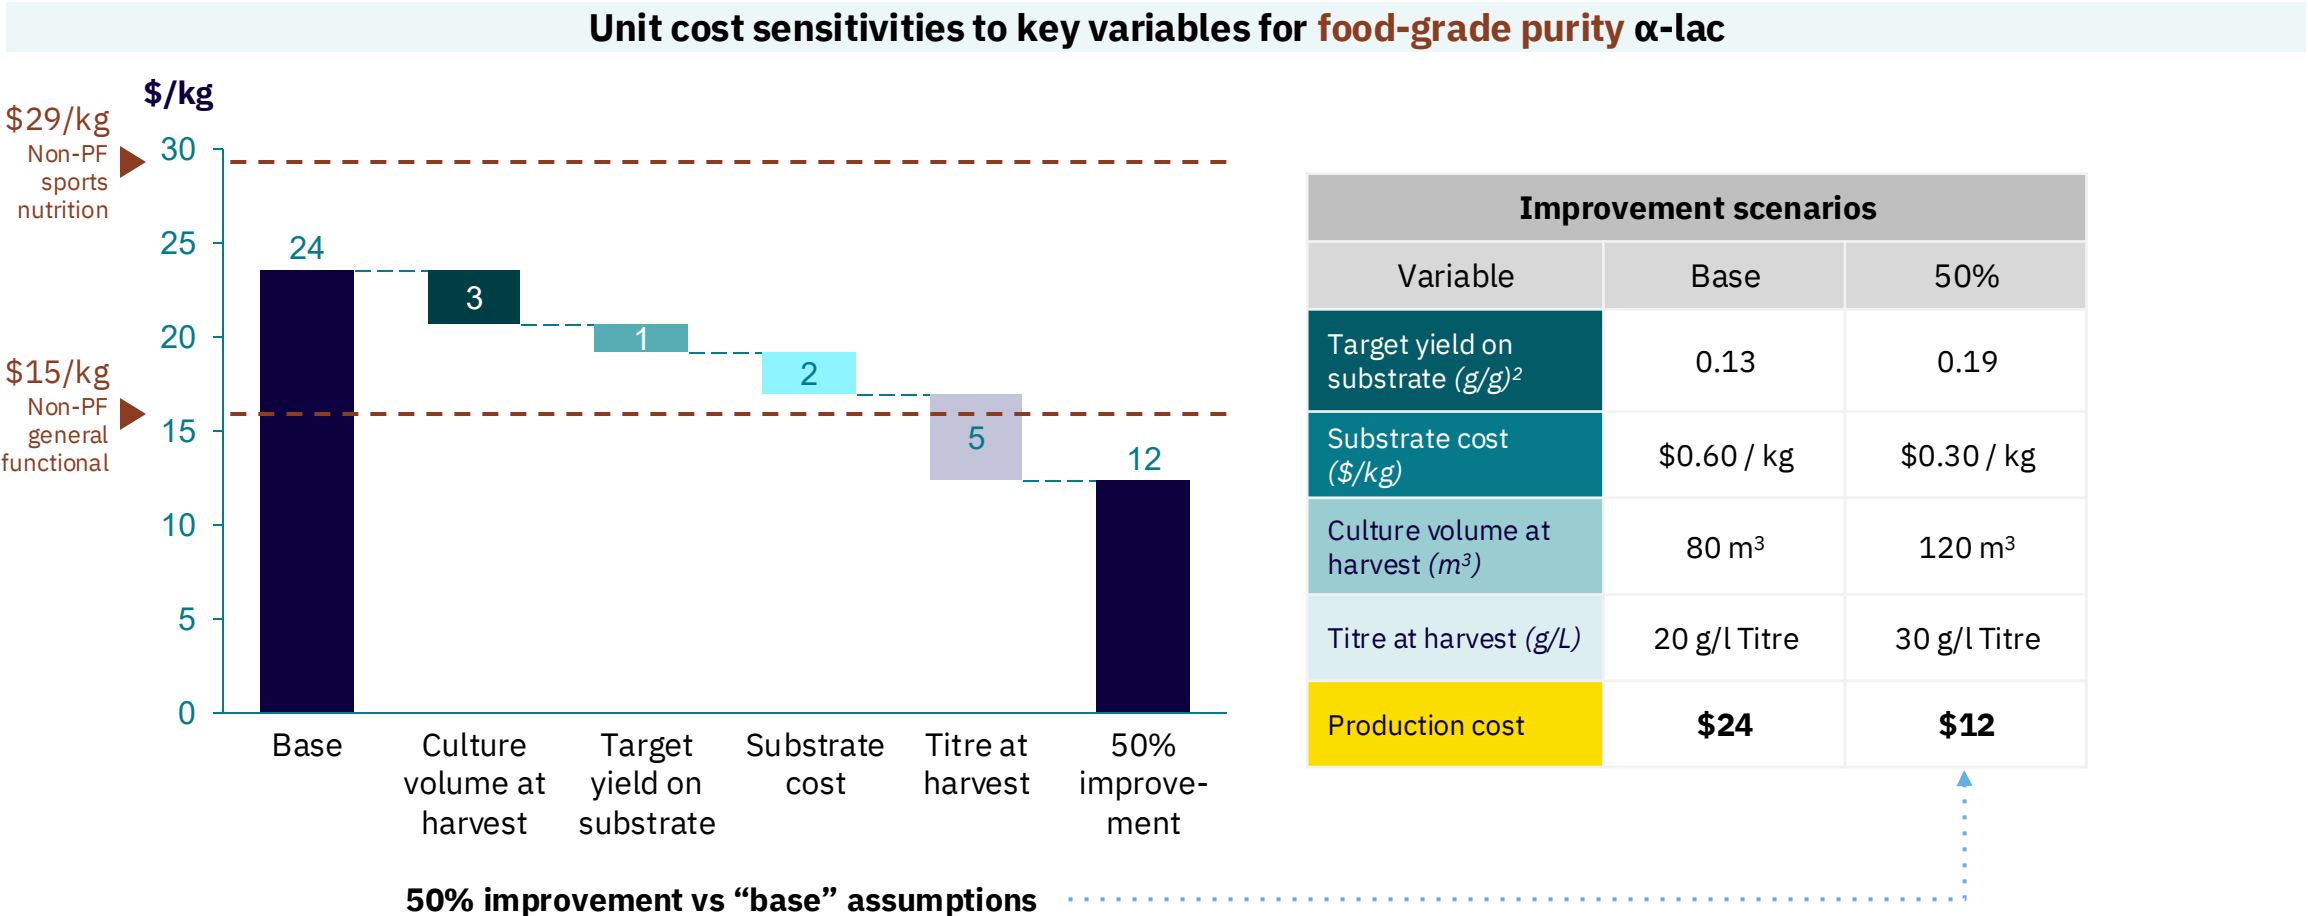 Unit cost sensitivities to key variables for food-grade purity α-lac
$/kg
$29/kg
Non-PF
sports
nutrition
$15/kg
Non-PF
general
functional
30
25
20
15
10
5
0
24
3
1
2
5
12
Base
Culture
volume at
harvest
Target
yield on
substrate
Substrate
cost
Titre at
harvest
50%
improve-
ment
Improvement scenarios
Variable Base 50%
Target yield on
substrate (g/g)²
0.13 0.19
Substrate cost
($/kg)
$0.60 / kg $0.30 / kg
Culture volume at
harvest (m³)
80 m³ 120 m³
Titre at harvest (g/L) 20 g/l Titre 30 g/l Titre
Production cost $24 $12
50% improvement vs “base” assumptions